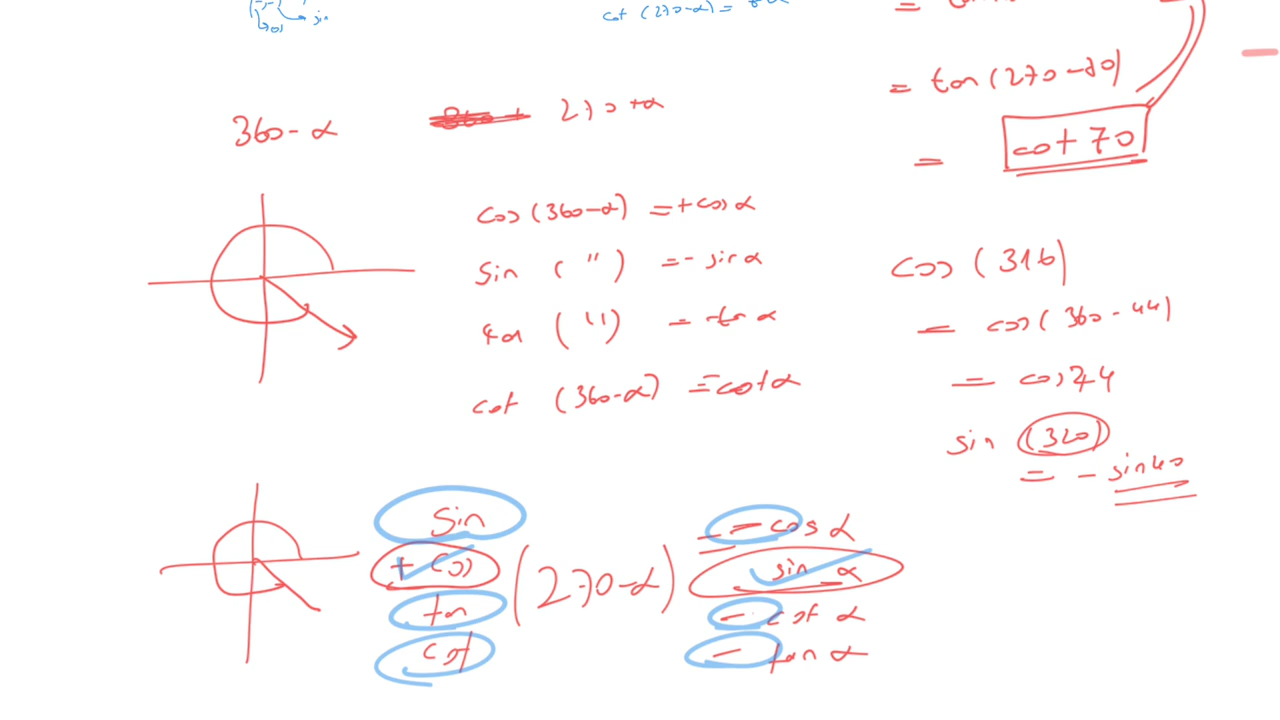 cot (270-α) =
360-α
270+α
cos (360-α) = +cos α
sin ( " ) = - sin α
tan ( " ) = - tan α
cot (360-α) = -cot α
= tan (270-20)
= cot 70
cos (316)
= cos (360-44)
= cos 44
sin (320)
= - sin 40
sin
+ cos
tan
cot
(270-α)
= - cos α
sin α
- cot α
- tan α